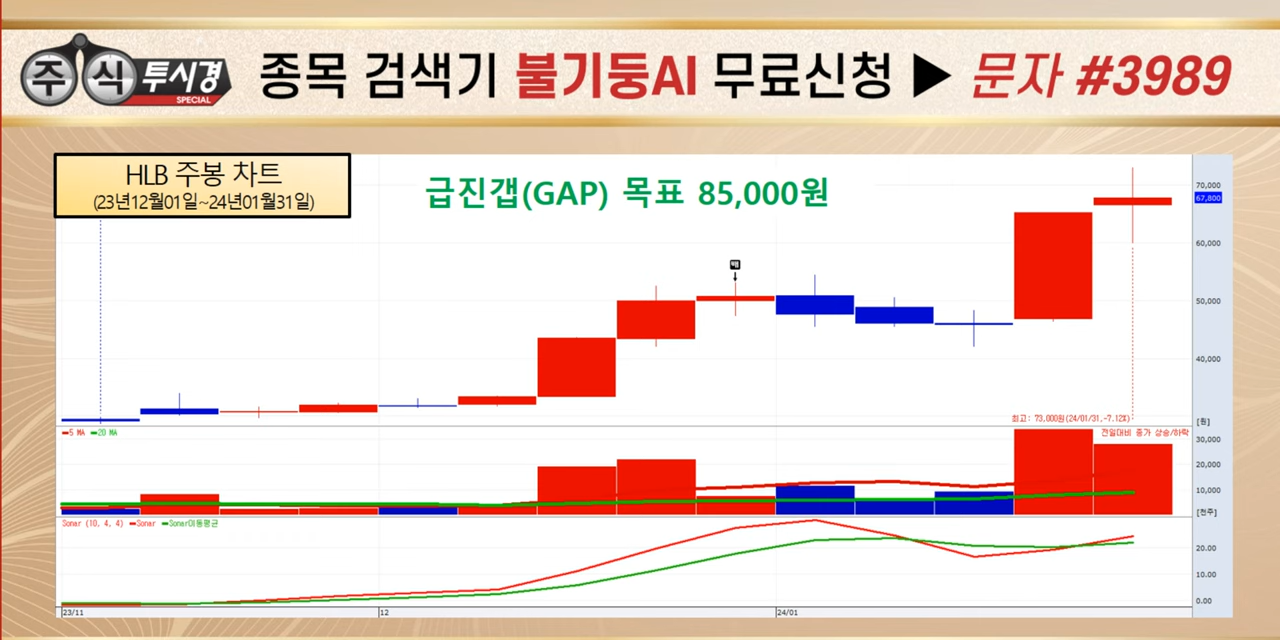 주식투시경
SPECIAL
종목 검색기 불기둥AI 무료신청 ▶ 문자 #3989
HLB 주봉 차트
(23년12월01일~24년01월31일)
급진갭(GAP) 목표 85,000원
70,000
67,800
60,000
50,000
40,000
최고: 73,000원(24/01/31,-7.12%)
[원]
5 MA 20 MA
전일대비 종가 상승/하락
30,000
20,000
10,000
[천주]
Sonar (10, 4, 4) Sonar Sonar이동평균
20.00
10.00
0.00
23/11
12
24/01